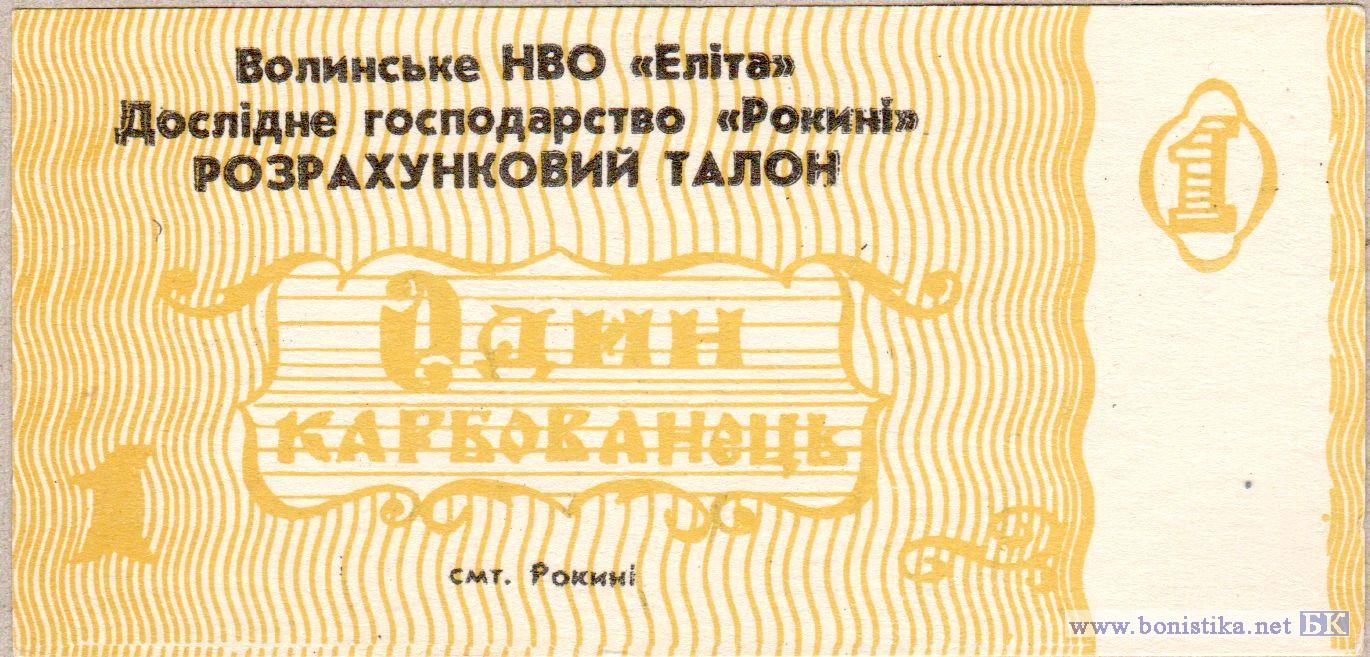 Волинське НВО «Еліта»
Дослідне господарство «Рокині»
РОЗРАХУНКОВИЙ ТАЛОН
1
Один
карбованець
1
смт. Рокині
www.bonistika.net БК